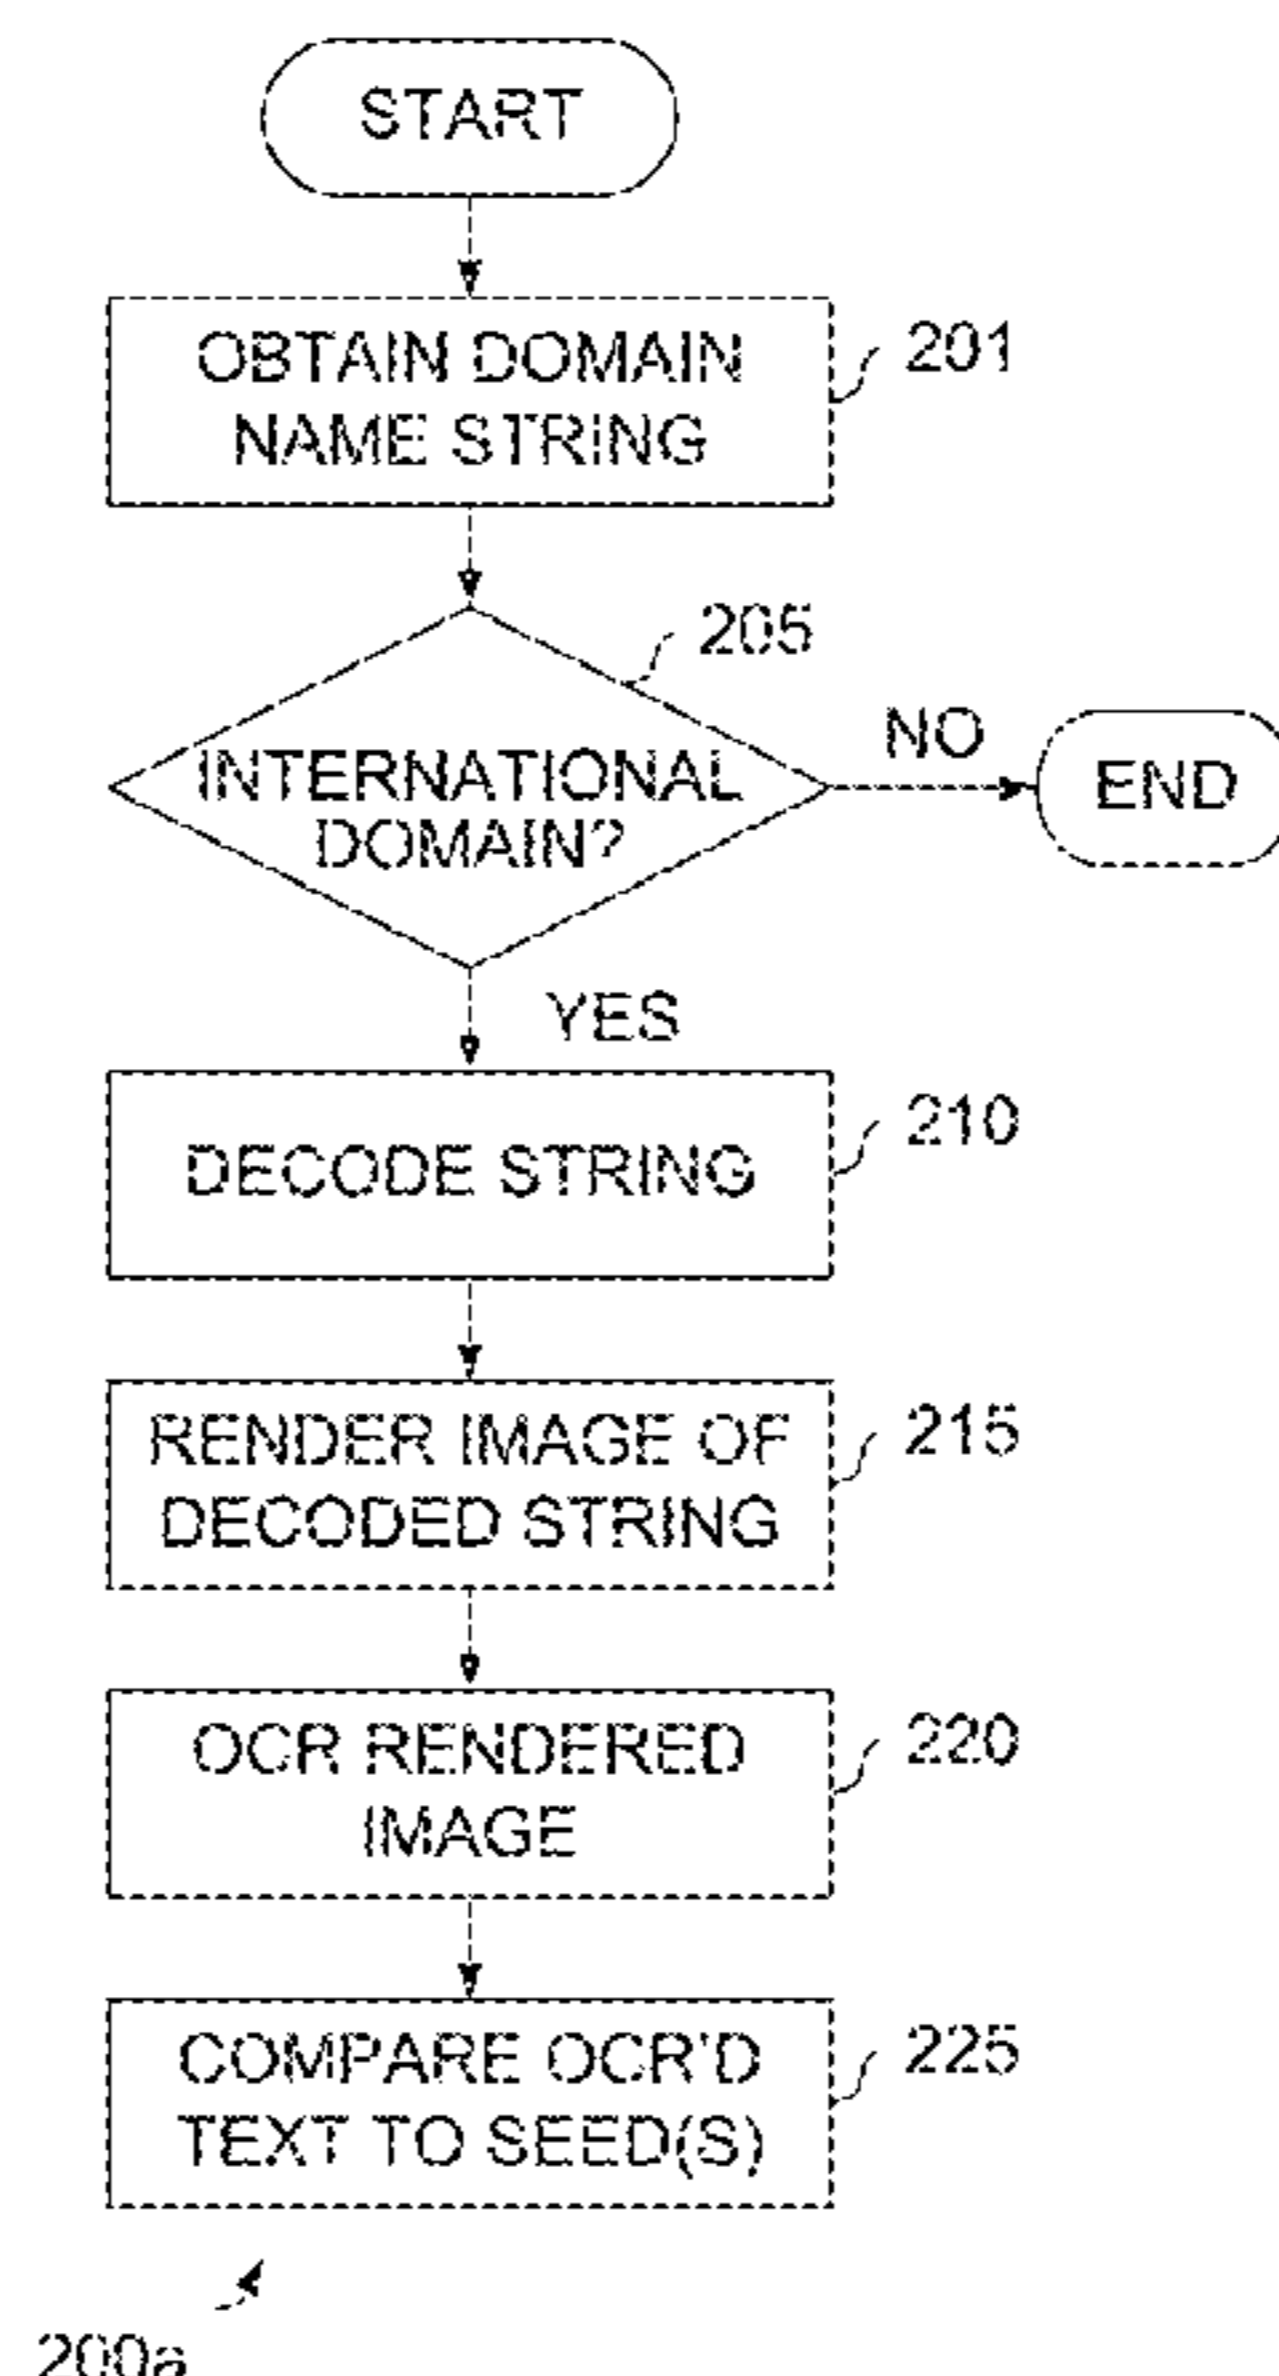 START
OBTAIN DOMAIN
NAME STRING
201
205
INTERNATIONAL
DOMAIN?
NO
END
YES
DECODE STRING
210
RENDER IMAGE OF
DECODED STRING
215
OCR RENDERED
IMAGE
220
COMPARE OCR'D
TEXT TO SEED(S)
225
200a